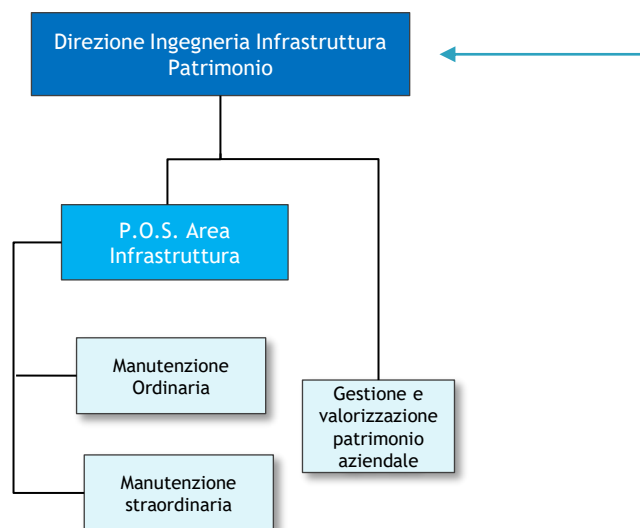 Direzione Ingegneria Infrastruttura
Patrimonio
P.O.S. Area
Infrastruttura
Manutenzione
Ordinaria
Gestione e
valorizzazione
patrimonio
aziendale
Manutenzione
straordinaria